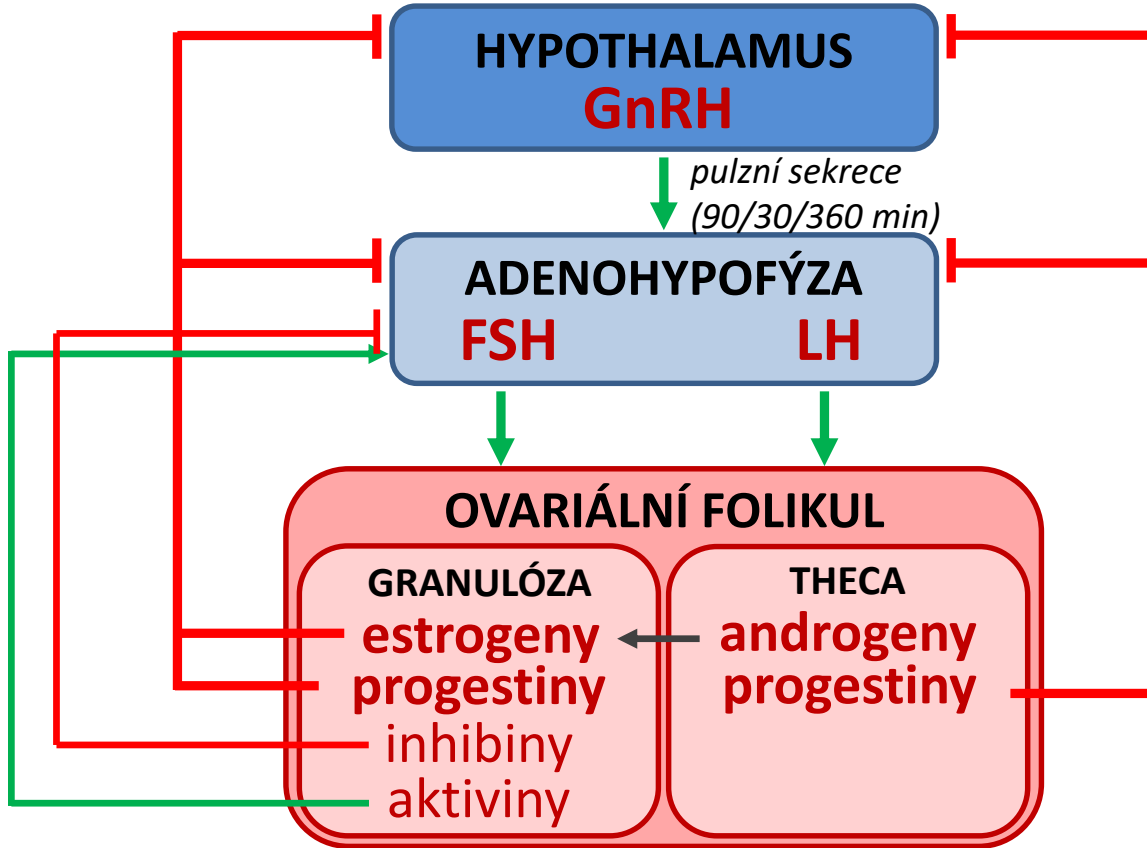 HYPOTHALAMUS
GnRH
pulzní sekrece
(90/30/360 min)
ADENOHYPOFÝZA
FSH LH
OVARIÁLNÍ FOLIKUL
GRANULÓZA
estrogeny
progestiny
inhibiny
aktiviny
THECA
androgeny
progestiny